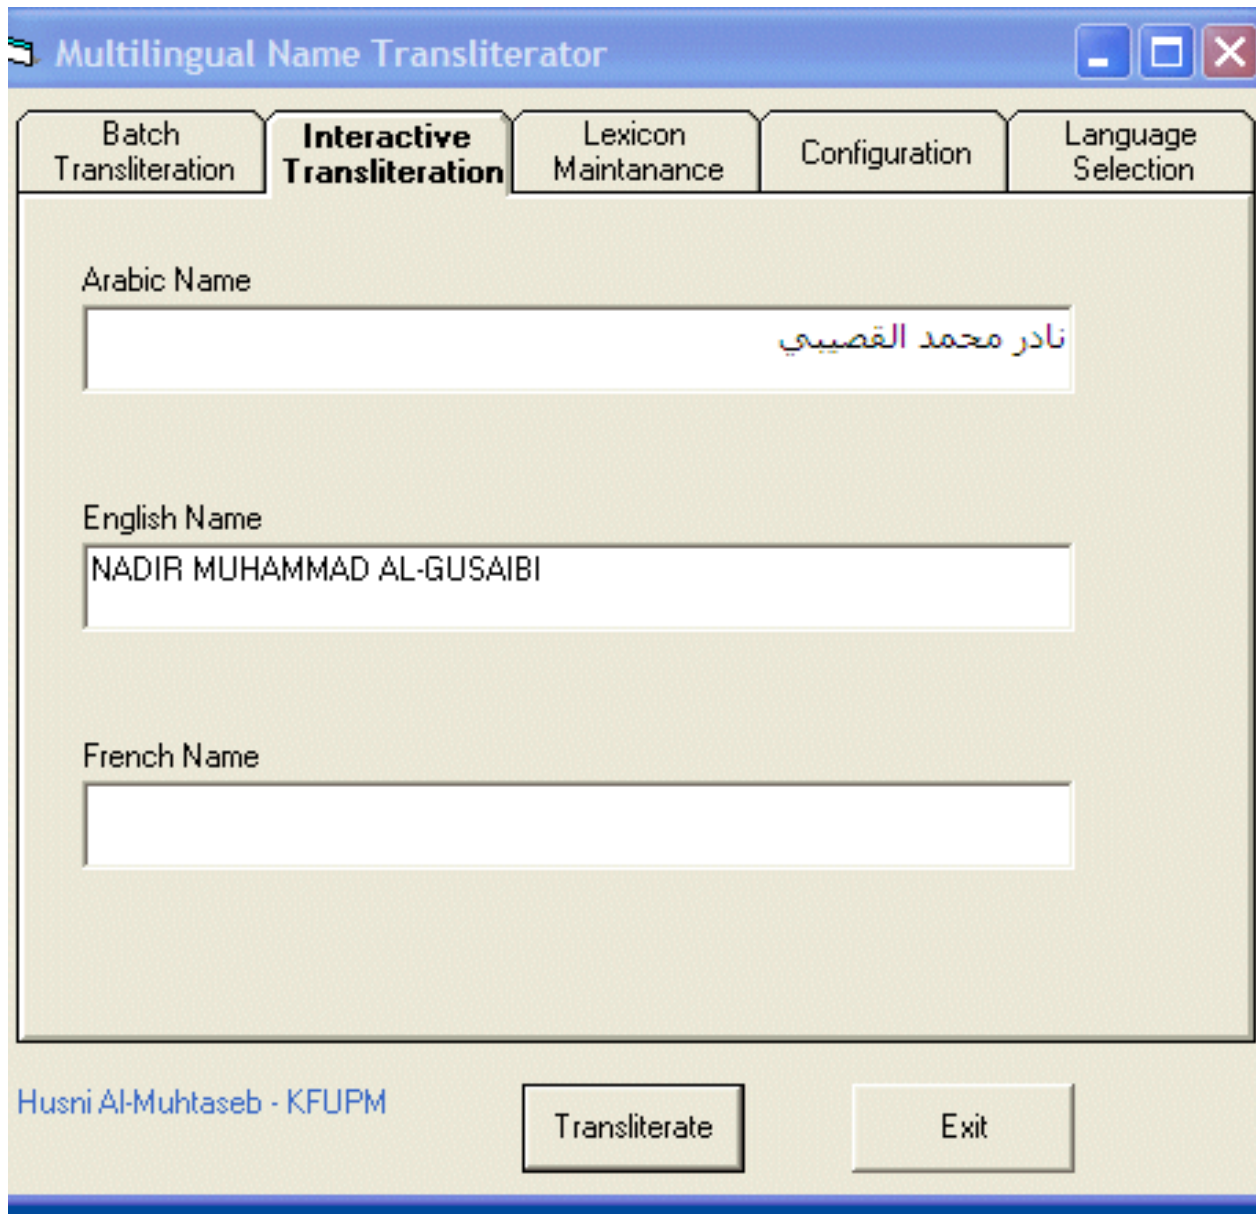 Multilingual Name Transliterator
Batch
Transliteration
Interactive
Transliteration
Lexicon
Maintanance
Configuration
Language
Selection
Arabic Name
نادر محمد القصيبي
English Name
NADIR MUHAMMAD AL-GUSAIBI
French Name
Husni Al-Muhtaseb - KFUPM
Transliterate
Exit